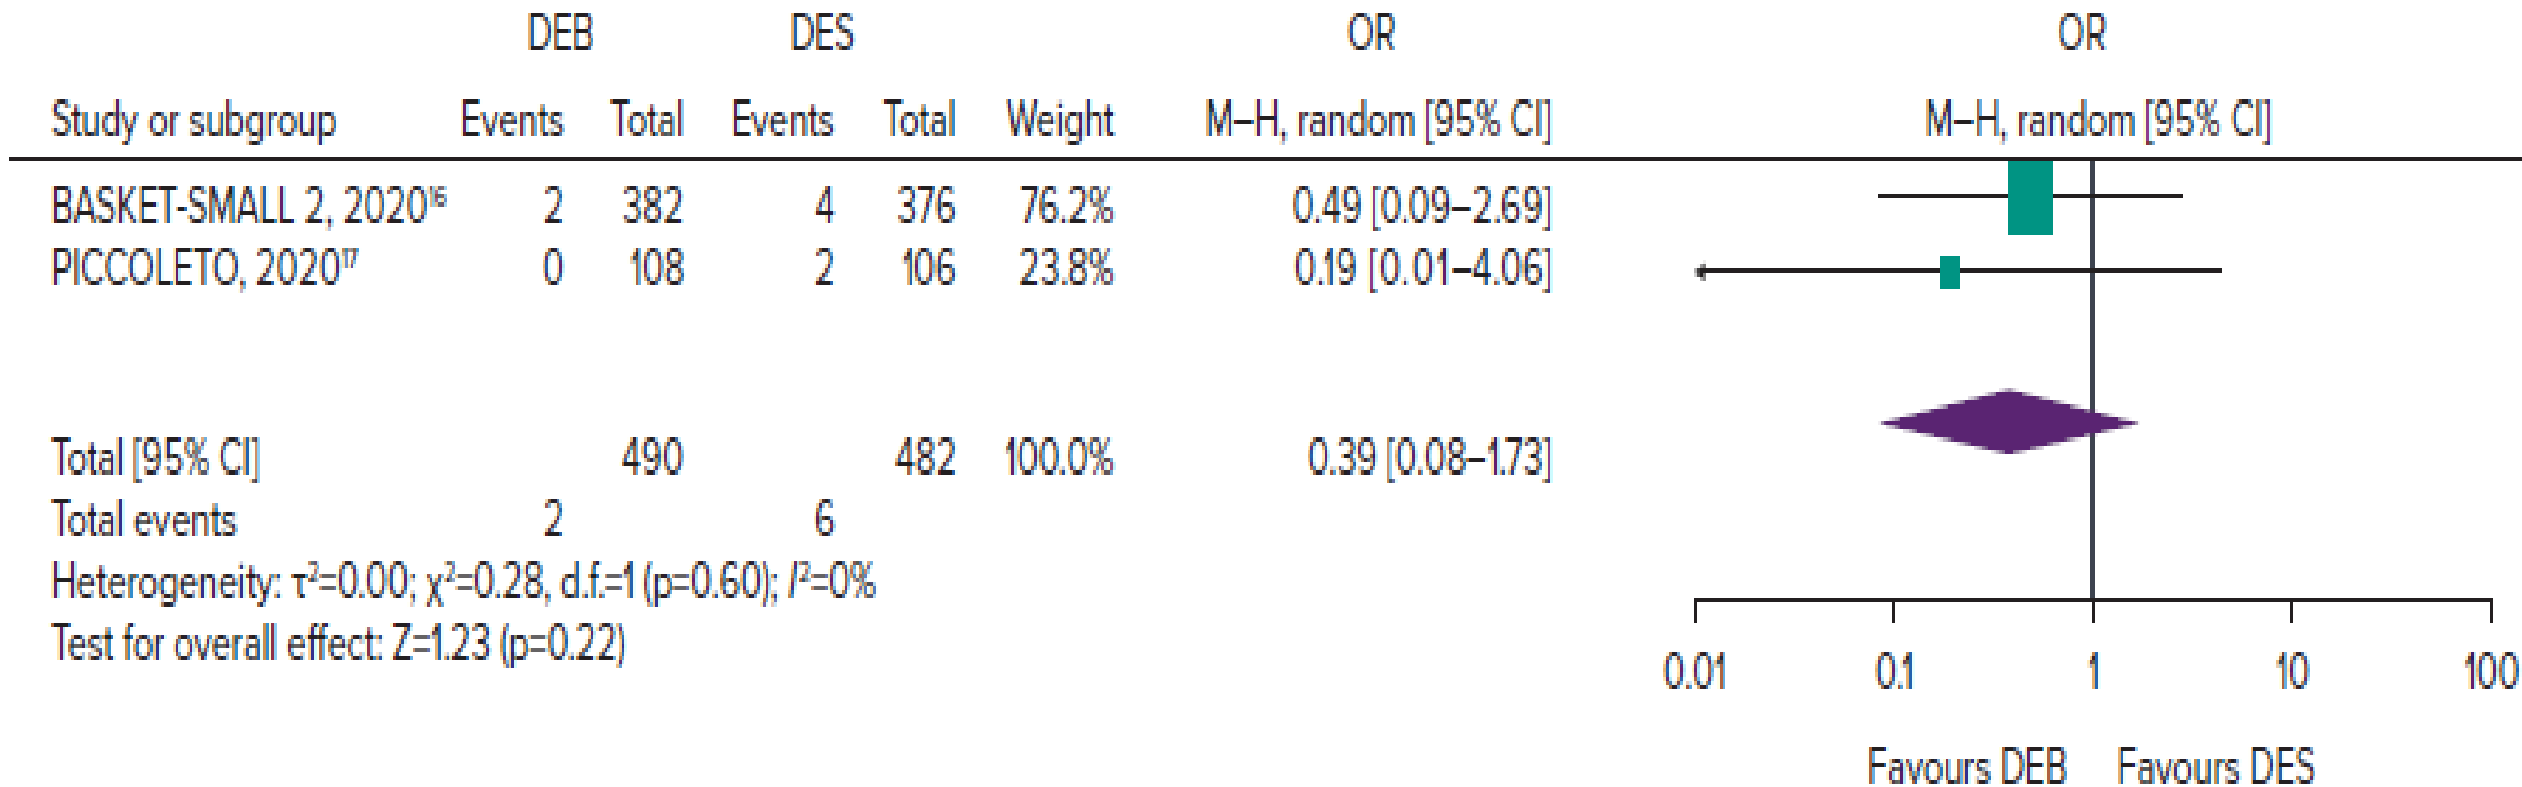 DEB DES OR OR
Study or subgroup Events Total Events Total Weight M–H, random [95% CI] M–H, random [95% CI]
BASKET-SMALL 2, 2020¹⁶ 2 382 4 376 76.2% 0.49 [0.09–2.69]
PICCOLETO, 2020¹⁷ 0 108 2 106 23.8% 0.19 [0.01–4.06]
Total [95% CI] 490 482 100.0% 0.39 [0.08–1.73]
Total events 2 6
Heterogeneity: τ²=0.00; χ²=0.28, d.f.=1 (p=0.60); I²=0%
Test for overall effect: Z=1.23 (p=0.22)
0.01 0.1 1 10 100
Favours DEB Favours DES